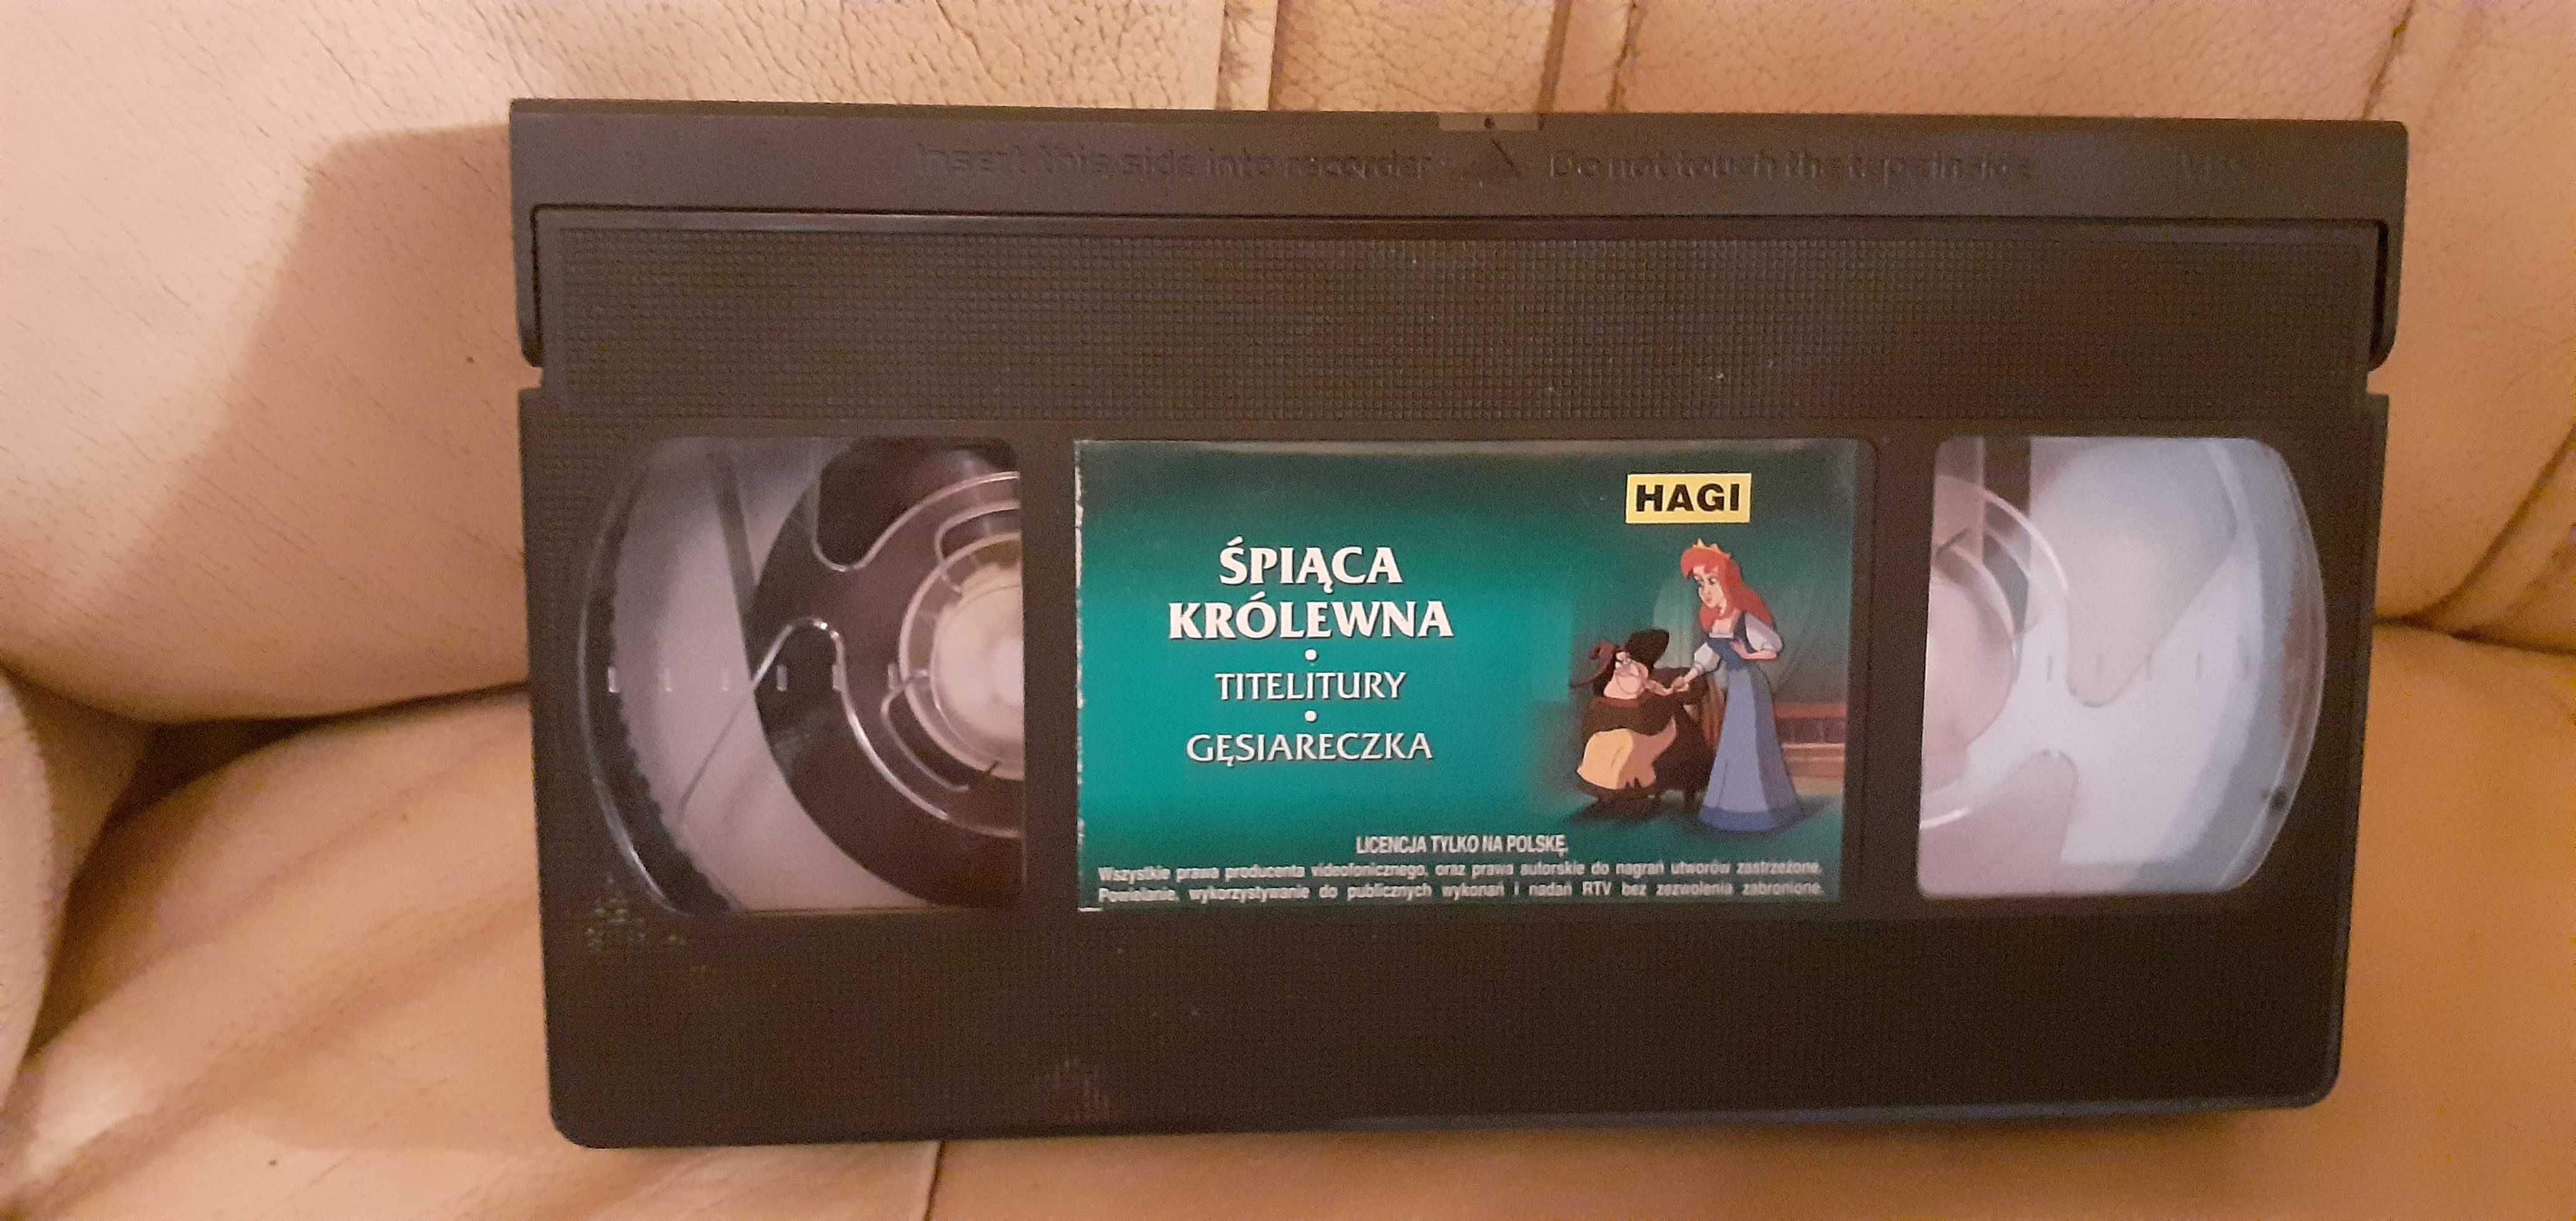 Insert this side into recorder
Do not touch the tape inside
VHS
HAGI
ŚPIĄCA
KRÓLEWNA
•
TITELITURY
•
GĘSIARECZKA
LICENCJA TYLKO NA POLSKĘ.
Wszystkie prawa producenta videofonicznego, oraz prawa autorskie do nagrań utworów zastrzeżone.
Powielanie, wykorzystywanie do publicznych wykonań i nadań RTV bez zezwolenia zabronione.